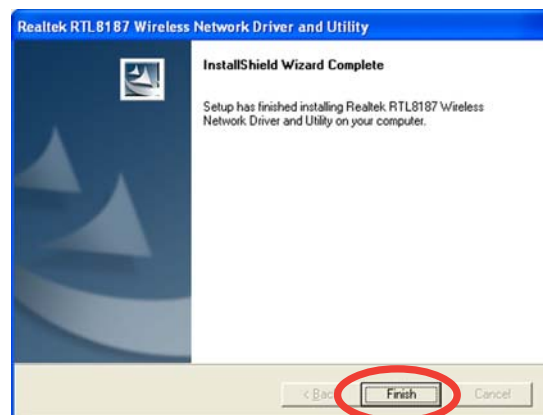 Realtek RTL8187 Wireless Network Driver and Utility
InstallShield Wizard Complete
Setup has finished installing Realtek RTL8187 Wireless
Network Driver and Utility on your computer.
< Bac Finish Cancel